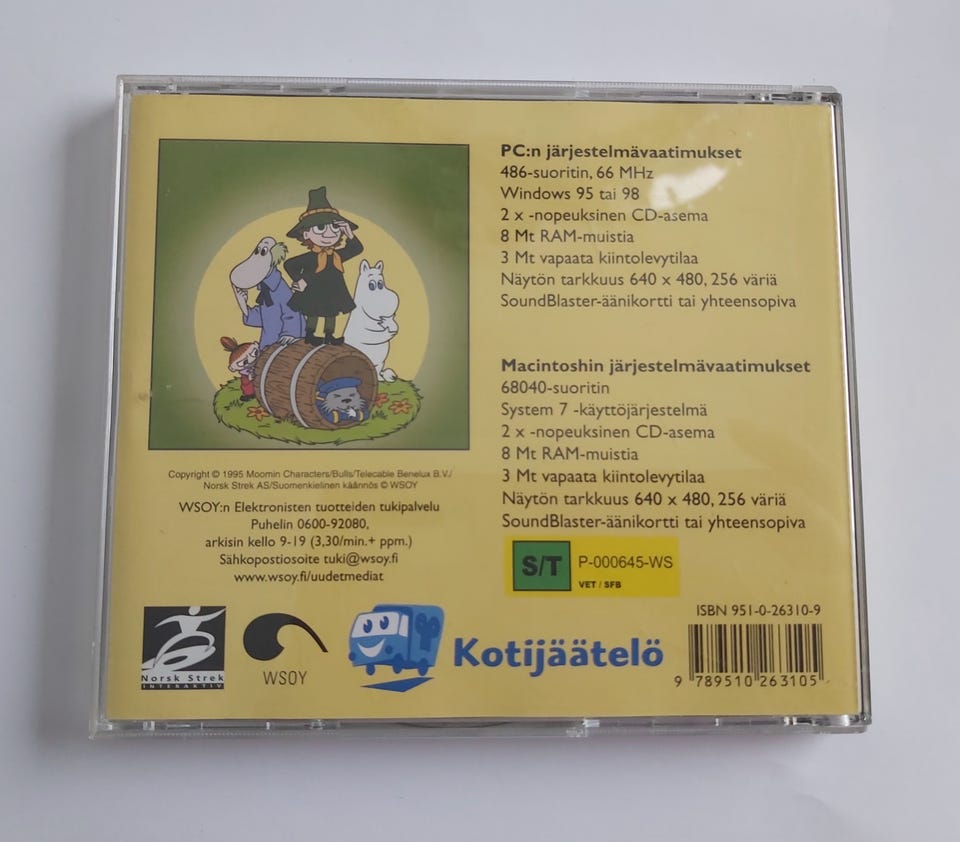 PC:n järjestelmävaatimukset
486-suoritin, 66 MHz
Windows 95 tai 98
2 x -nopeuksinen CD-asema
8 Mt RAM-muistia
3 Mt vapaata kiintolevytilaa
Näytön tarkkuus 640 x 480, 256 väriä
SoundBlaster-äänikortti tai yhteensopiva
Macintoshin järjestelmävaatimukset
68040-suoritin
System 7 -käyttöjärjestelmä
2 x -nopeuksinen CD-asema
8 Mt RAM-muistia
3 Mt vapaata kiintolevytilaa
Näytön tarkkuus 640 x 480, 256 väriä
SoundBlaster-äänikortti tai yhteensopiva
Copyright © 1995 Moomin Characters/Bulls/Telecable Benelux B.V./
Norsk Strek AS/Suomenkielinen käännös © WSOY
WSOY:n Elektronisten tuotteiden tukipalvelu
Puhelin 0600-92080,
arkisin kello 9-19 (3,30/min.+ ppm.)
Sähköpostiosoite tuki@wsoy.fi
www.wsoy.fi/uudetmediat
S/T P-000645-WS
VET / SFB
Norsk Strek
INTERAKTIV
WSOY
Kotijäätelö
ISBN 951-0-26310-9
9 789510 263105